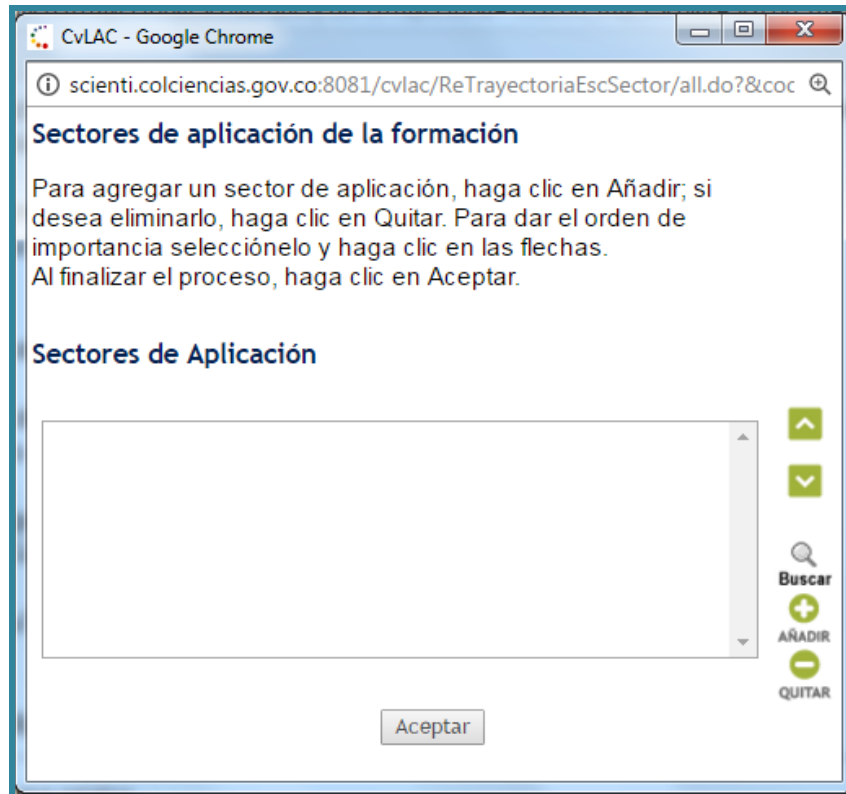 CvLAC - Google Chrome
scienti.colciencias.gov.co:8081/cvlac/ReTrayectoriaEscSector/all.do?&coc
Sectores de aplicación de la formación
Para agregar un sector de aplicación, haga clic en Añadir; si
desea eliminarlo, haga clic en Quitar. Para dar el orden de
importancia selecciónelo y haga clic en las flechas.
Al finalizar el proceso, haga clic en Aceptar.
Sectores de Aplicación
Buscar
AÑADIR
QUITAR
Aceptar